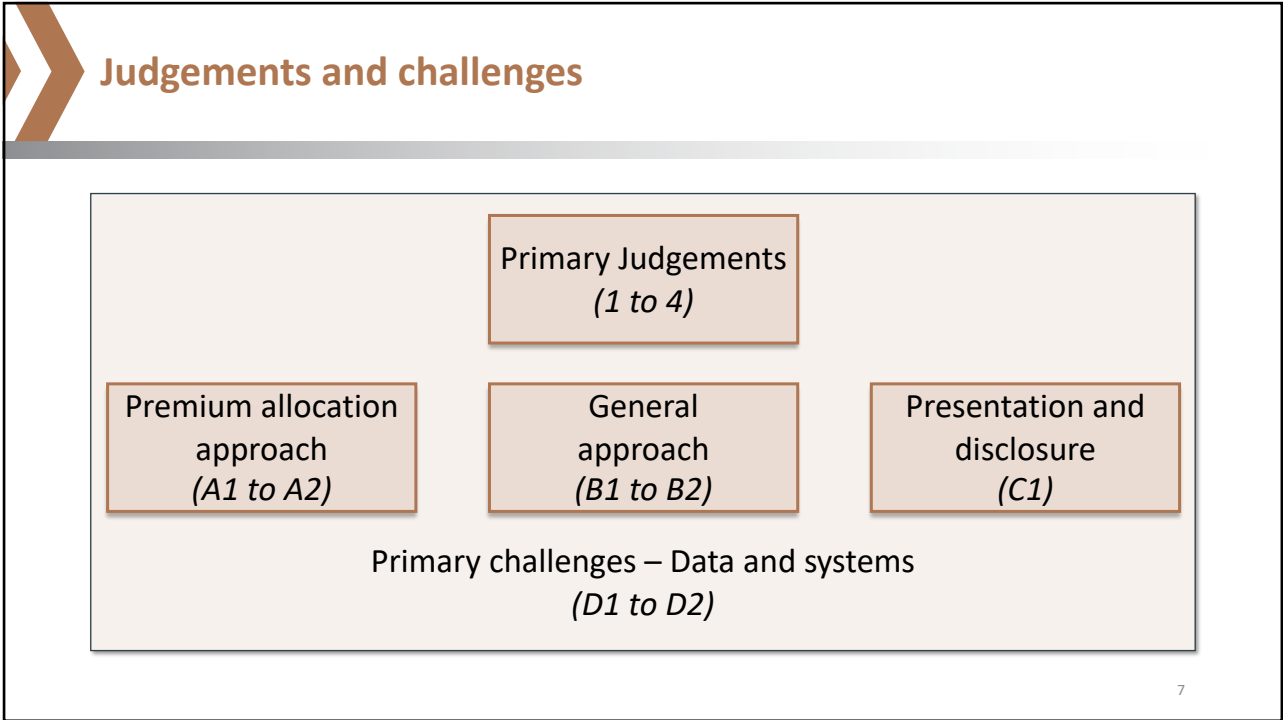 Judgements and challenges
Primary Judgements
(1 to 4)
Premium allocation
approach
(A1 to A2)
General
approach
(B1 to B2)
Presentation and
disclosure
(C1)
Primary challenges – Data and systems
(D1 to D2)
7